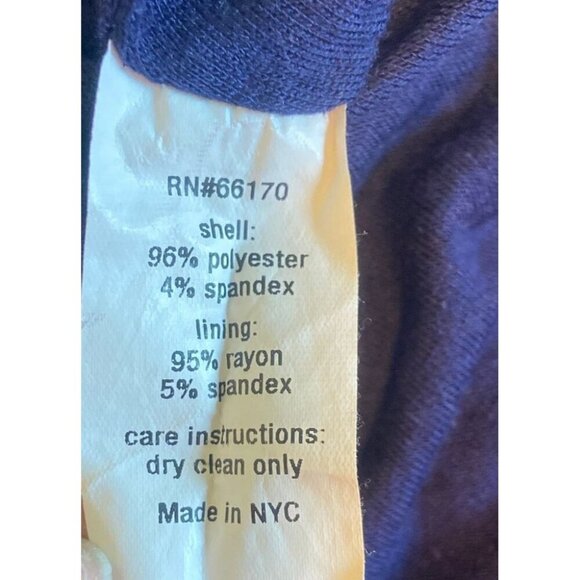 RN#66170
shell:
96% polyester
4% spandex
lining:
95% rayon
5% spandex
care instructions:
dry clean only
Made in NYC